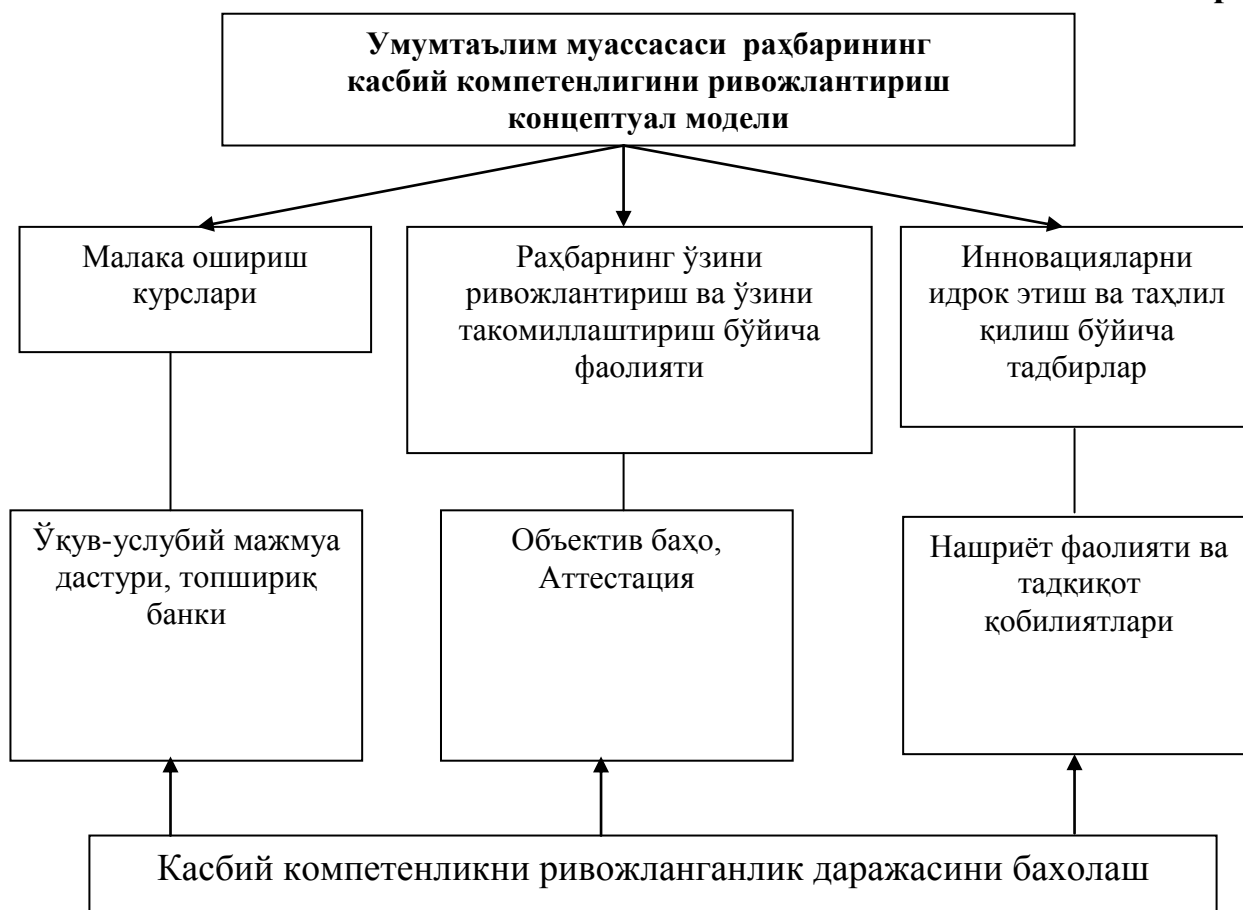 р
Умумтаълим муассасаси раҳбарининг
касбий компетенлигини ривожлантириш
концептуал модели
Малака ошириш
курслари
Раҳбарнинг ўзини
ривожлантириш ва ўзини
такомиллаштириш бўйича
фаолияти
Инновацияларни
идрок этиш ва таҳлил
қилиш бўйича
тадбирлар
Ўқув-услубий мажмуа
дастури, топшириқ
банки
Объектив баҳо,
Аттестация
Нашриёт фаолияти ва
тадқиқот
қобилиятлари
Касбий компетенликни ривожланганлик даражасини бахолаш